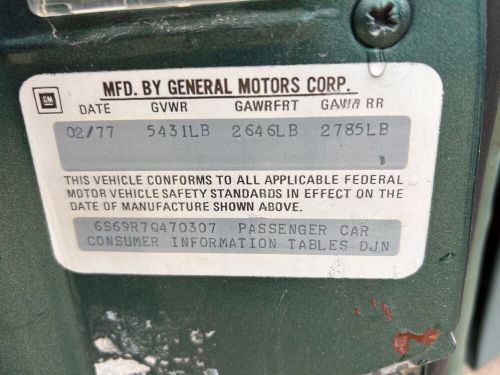 MFD. BY GENERAL MOTORS CORP.
DATE GVWR GAWRFRT GAWR RR
02/77 5431LB 2646LB 2785LB
THIS VEHICLE CONFORMS TO ALL APPLICABLE FEDERAL
MOTOR VEHICLE SAFETY STANDARDS IN EFFECT ON THE
DATE OF MANUFACTURE SHOWN ABOVE.
6S69R7Q470307 PASSENGER CAR
CONSUMER INFORMATION TABLES DJN